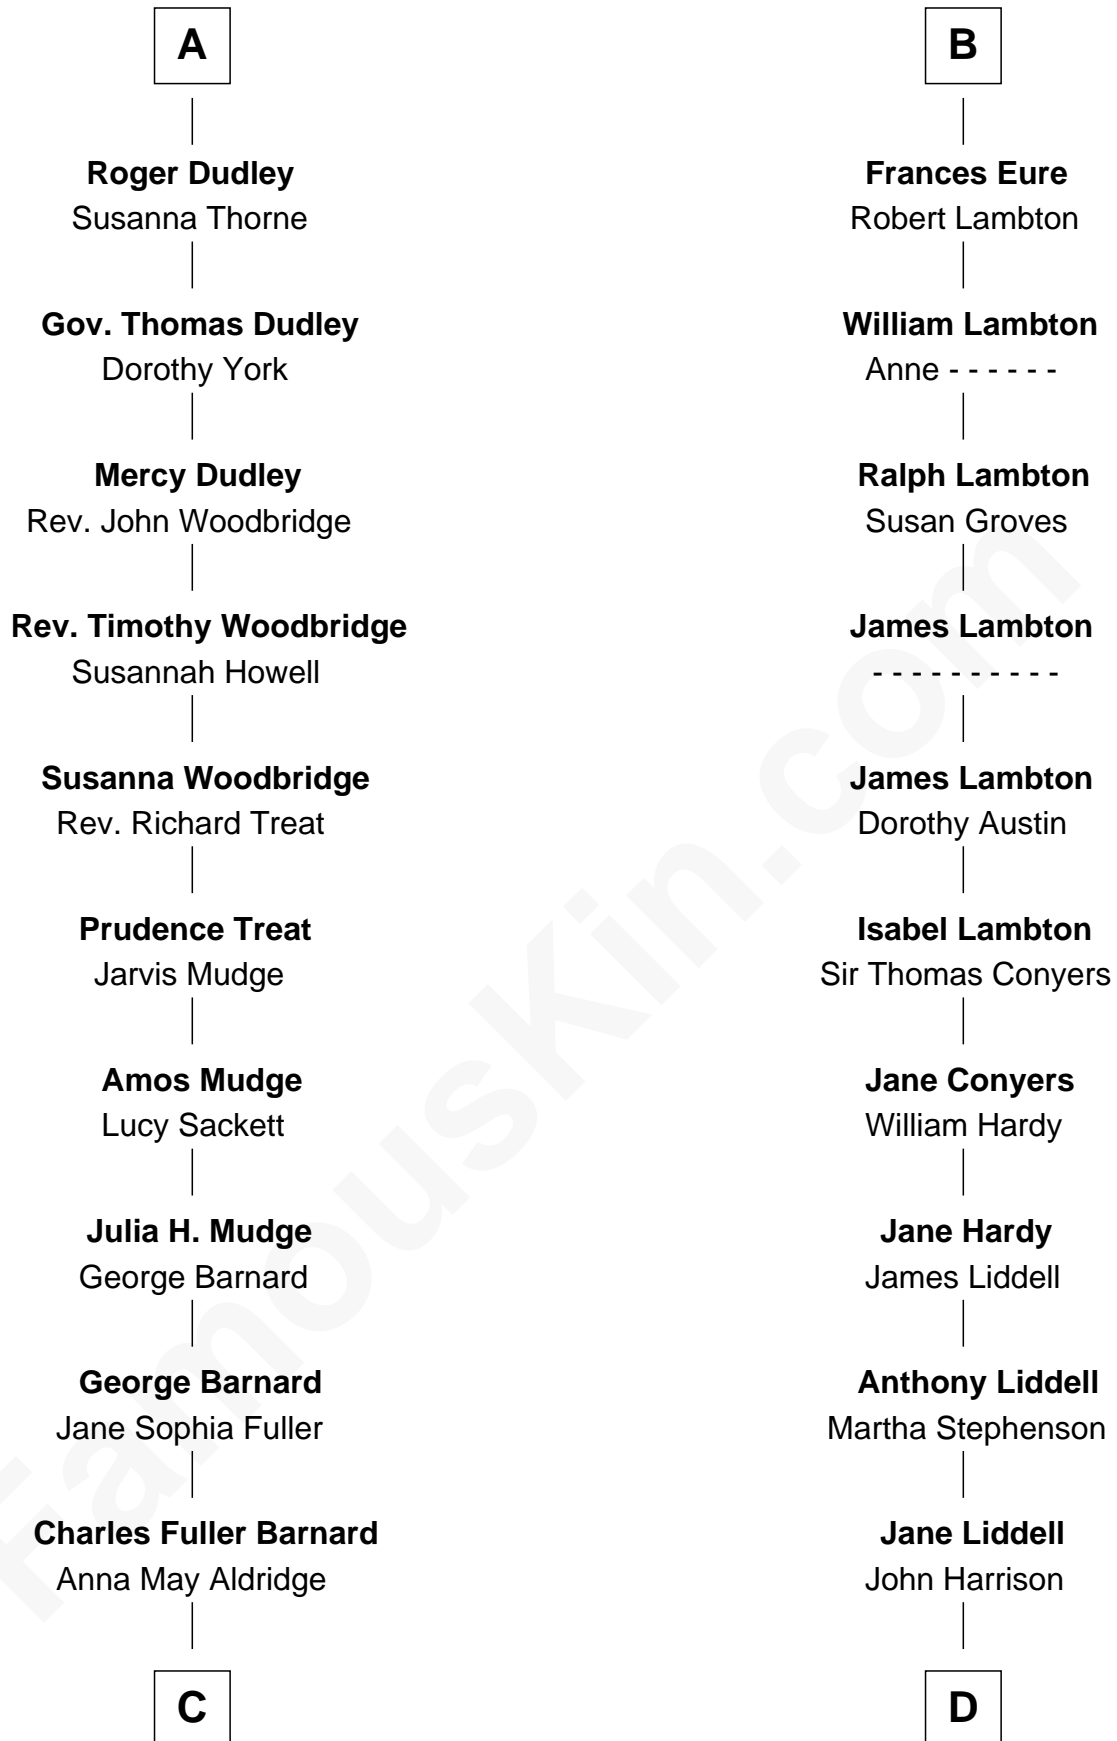 A
Roger Dudley
Susanna Thorne
Gov. Thomas Dudley
Dorothy York
Mercy Dudley
Rev. John Woodbridge
Rev. Timothy Woodbridge
Susannah Howell
Susanna Woodbridge
Rev. Richard Treat
Prudence Treat
Jarvis Mudge
Amos Mudge
Lucy Sackett
Julia H. Mudge
George Barnard
George Barnard
Jane Sophia Fuller
Charles Fuller Barnard
Anna May Aldridge
C
B
Frances Eure
Robert Lambton
William Lambton
Anne - - - - - -
Ralph Lambton
Susan Groves
James Lambton
- - - - - - - - - -
James Lambton
Dorothy Austin
Isabel Lambton
Sir Thomas Conyers
Jane Conyers
William Hardy
Jane Hardy
James Liddell
Anthony Liddell
Martha Stephenson
Jane Liddell
John Harrison
D
FamousKin.com